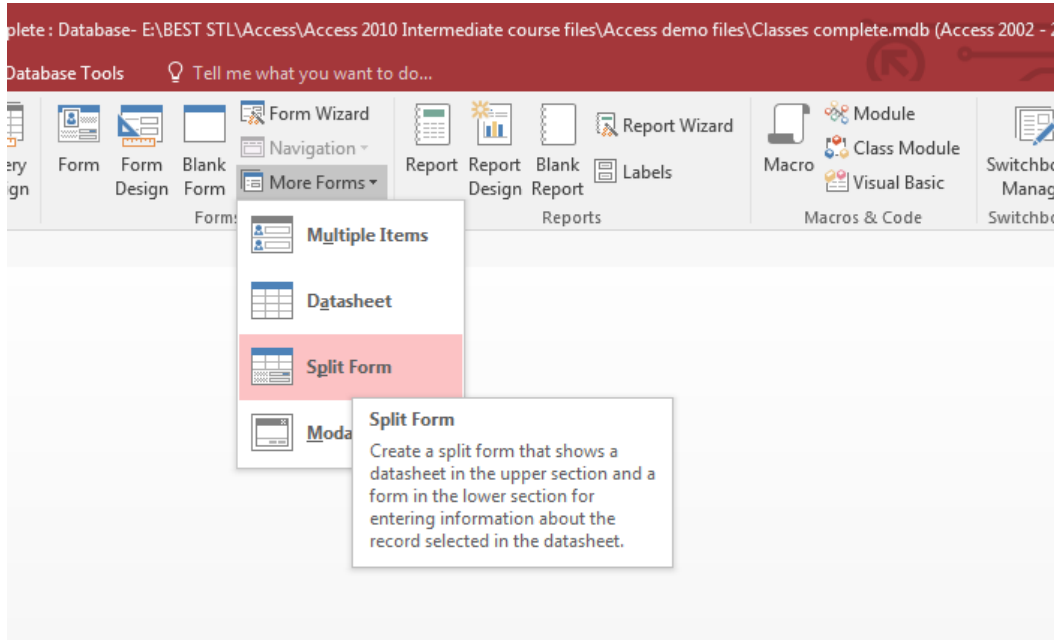 plete : Database- E:\BEST STL\Access\Access 2010 Intermediate course files\Access demo files\Classes complete.mdb (Access 2002 -
Database Tools Tell me what you want to do...
Form Wizard
Navigation
More Forms
Form
Form Design
Blank Form
Forms
Report
Report Design
Blank Report
Report Wizard
Labels
Reports
Macro
Module
Class Module
Visual Basic
Macros & Code
Multiple Items
Datasheet
Split Form
Moda
Split Form
Create a split form that shows a
datasheet in the upper section and a
form in the lower section for
entering information about the
record selected in the datasheet.